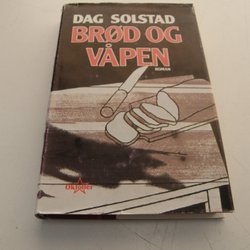 DAG SOLSTAD
BRØD OG
VÅPEN
ROMAN
Oktober